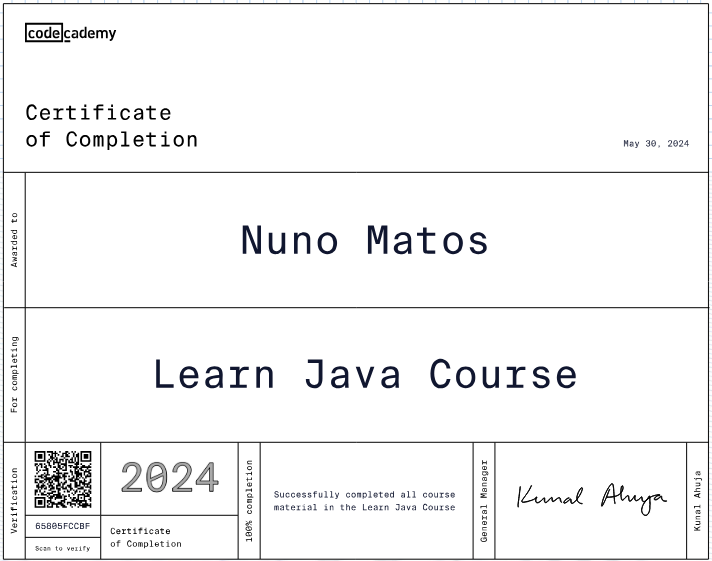 codecademy
Certificate
of Completion
May 30, 2024
Awarded to
Nuno Matos
For completing
Learn Java Course
Verification
65805FCCBF
Scan to verify
2024
Certificate
of Completion
100% completion
Successfully completed all course
material in the Learn Java Course
General Manager
Kunal Ahuja
Kunal Ahuja